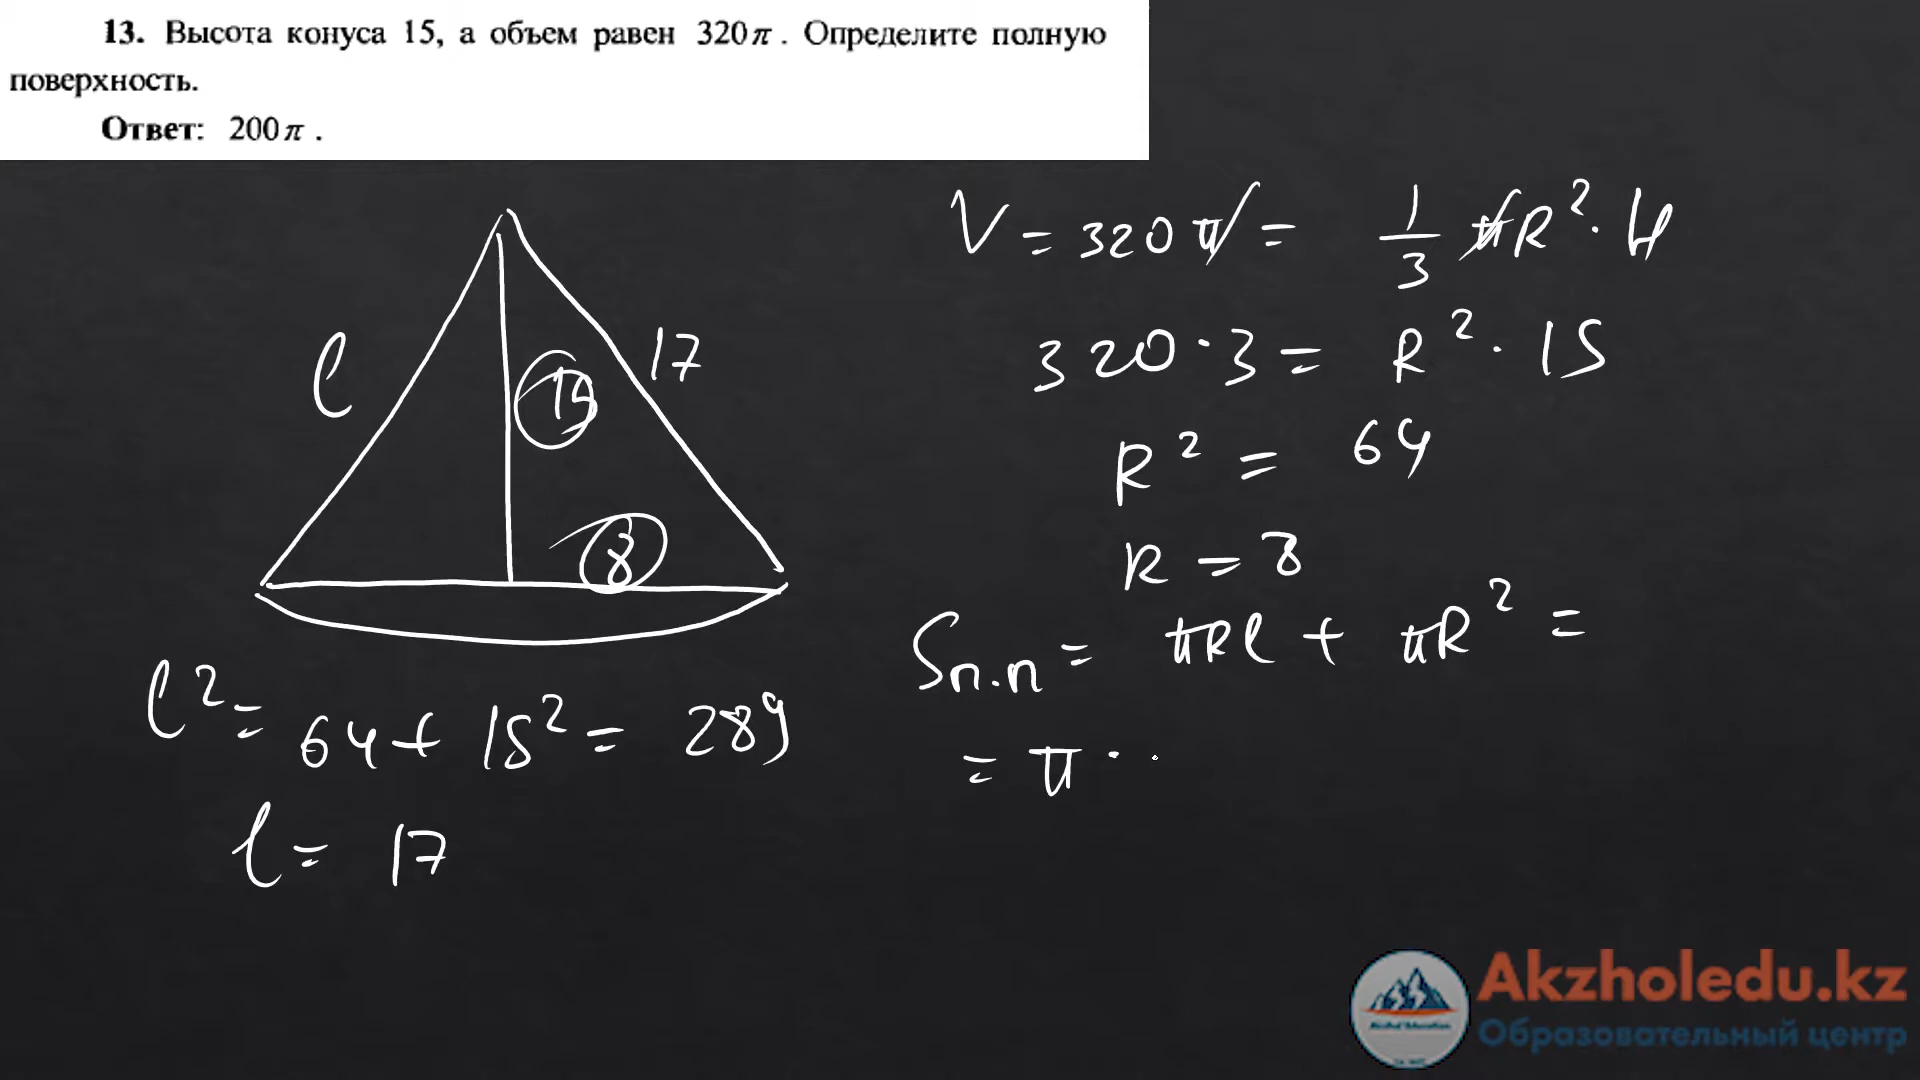 13. Высота конуса 15, а объем равен 320π. Определите полную
поверхность.
Ответ: 200π.
V = 320π = 1/3 πR² · H
320 · 3 = R² · 15
R² = 64
R = 8
Sп.п = πRl + πR² =
= π · ·
l
15
17
8
l² = 64 + 15² = 289
l = 17
Akzholedu.kz
Образовательный центр